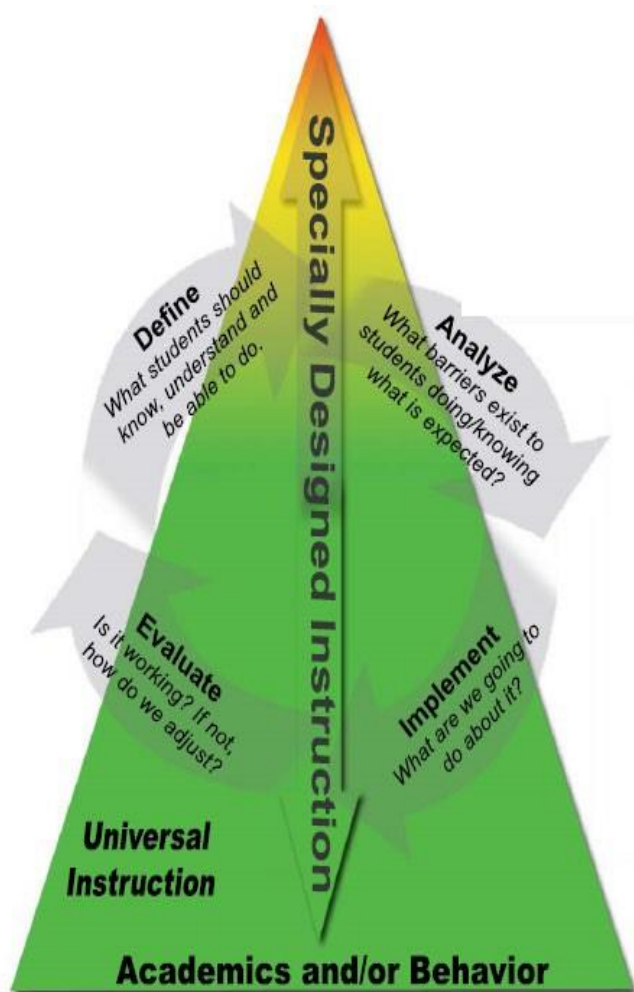 Specially Designed Instruction
Define
What students should
know, understand and
be able to do.
Analyze
What barriers exist to
students doing/knowing
what is expected?
Implement
What are we going to
do about it?
Evaluate
Is it working? If not,
how do we adjust?
Universal
Instruction
Academics and/or Behavior